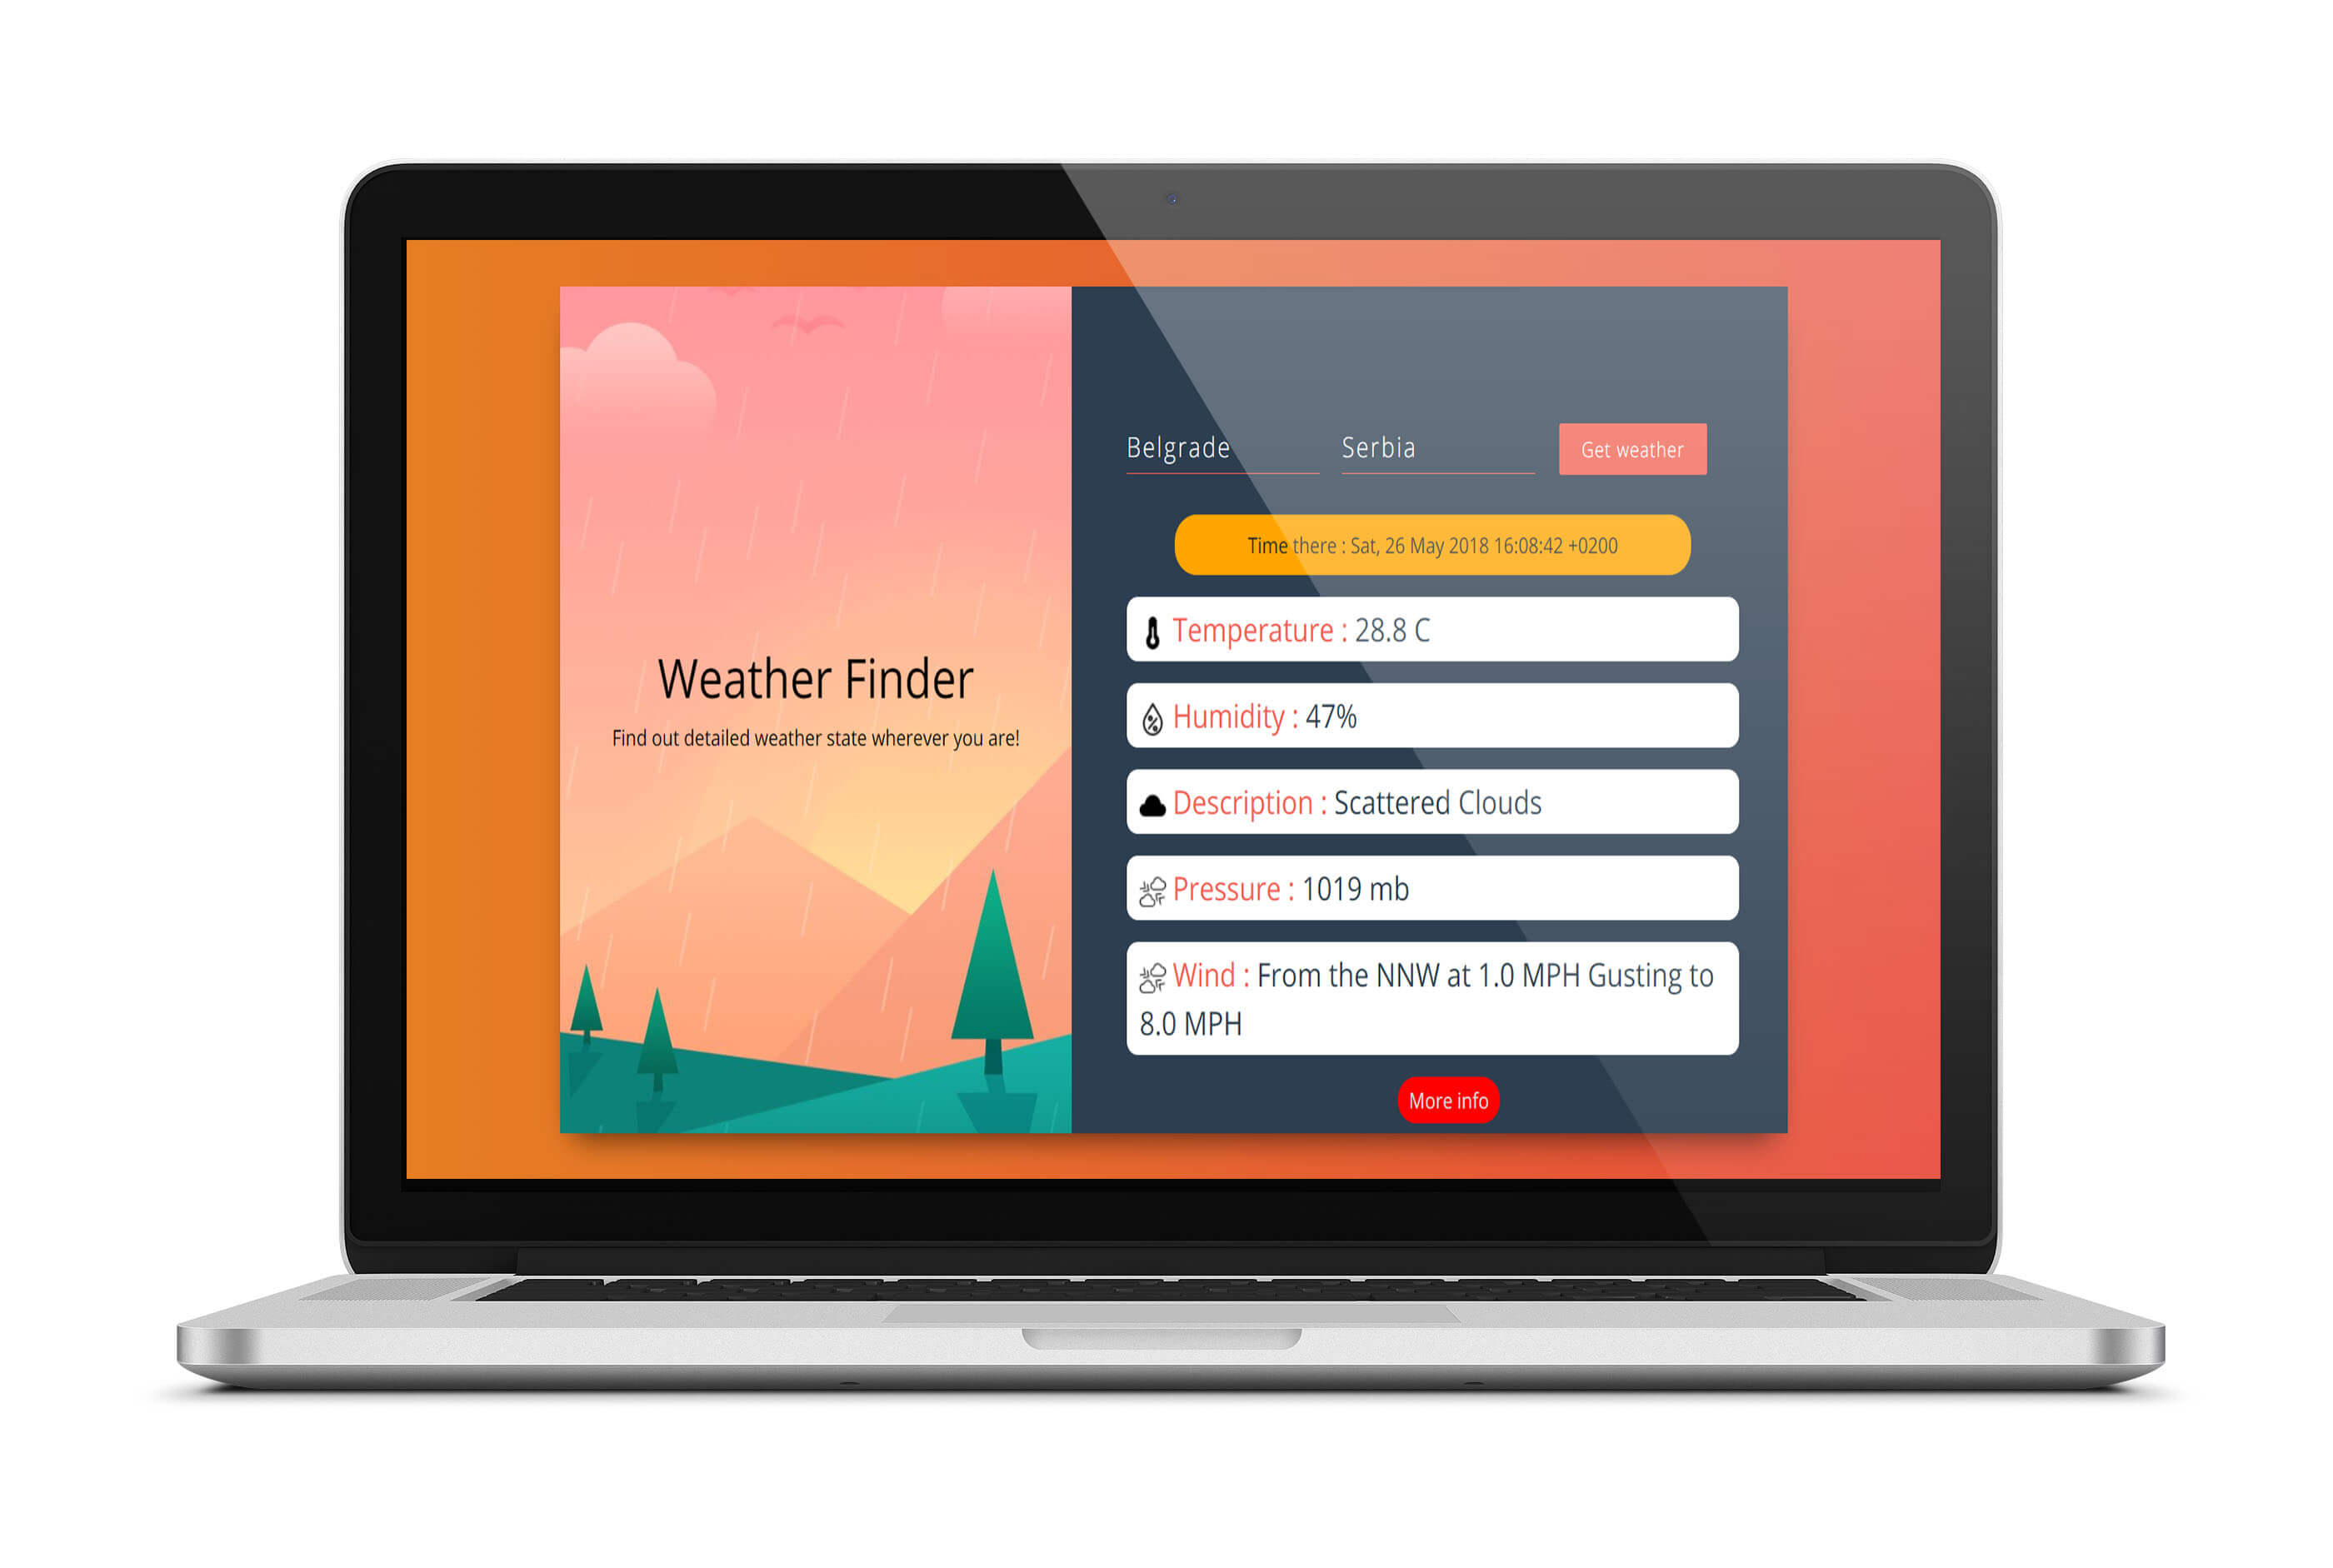 Weather Finder
Find out detailed weather state wherever you are!
Belgrade
Serbia
Get weather
Time there : Sat, 26 May 2018 16:08:42 +0200
Temperature : 28.8 C
Humidity : 47%
Description : Scattered Clouds
Pressure : 1019 mb
Wind : From the NNW at 1.0 MPH Gusting to
8.0 MPH
More info